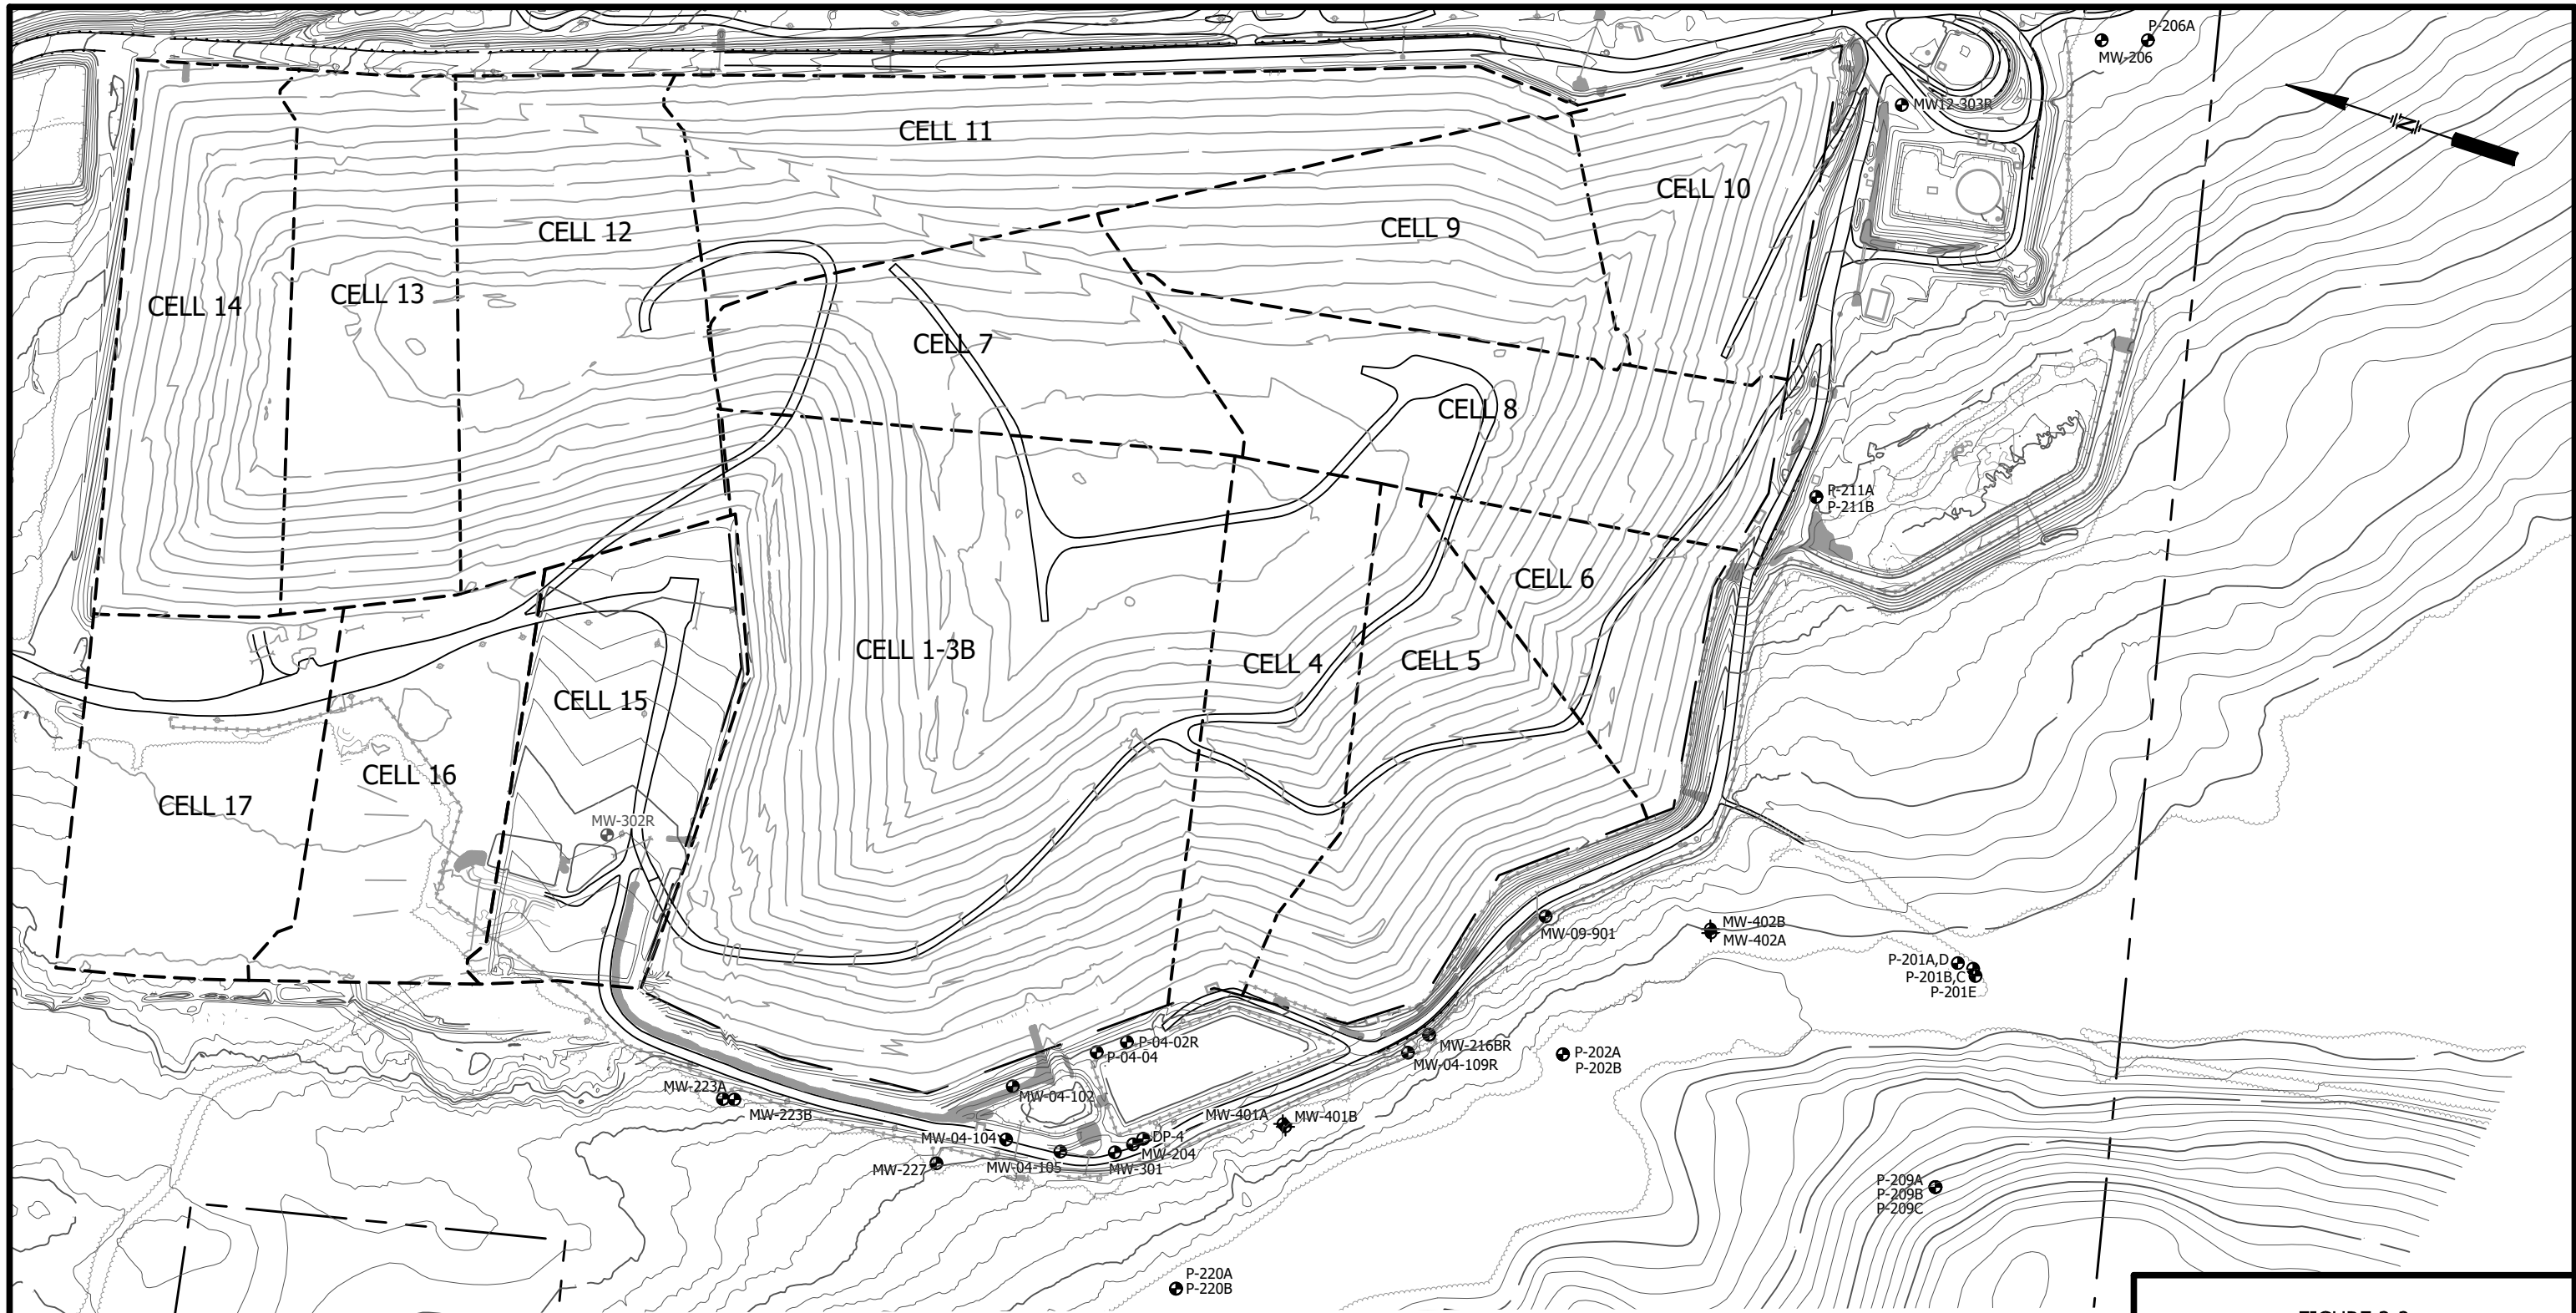 P-206A
MW-206
MW12-303R
N
CELL 11
CELL 10
CELL 12
CELL 9
CELL 14
CELL 13
CELL 7
CELL 8
P-211A
P-211B
CELL 6
CELL 1-3B
CELL 4
CELL 5
CELL 15
CELL 16
CELL 17
MW-302R
MW-09-901
MW-402B
MW-402A
P-201A,D
P-201B,C
P-201E
P-04-02R
P-04-04
MW-216BR
MW-04-109R
P-202A
P-202B
MW-223A
MW-223B
MW-04-102
MW-401A
MW-401B
MW-04-104
DP-4
MW-204
MW-227
MW-04-105
MW-301
P-209A
P-209B
P-209C
P-220A
P-220B